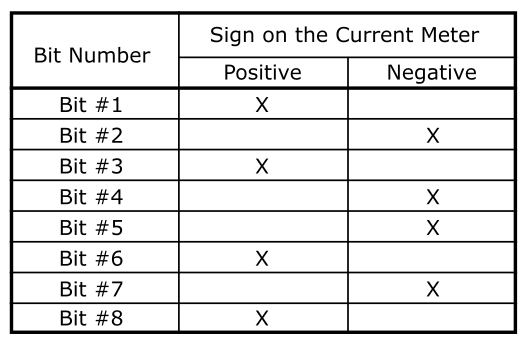 Bit Number
Sign on the Current Meter
Positive Negative
Bit #1 X
Bit #2 X
Bit #3 X
Bit #4 X
Bit #5 X
Bit #6 X
Bit #7 X
Bit #8 X